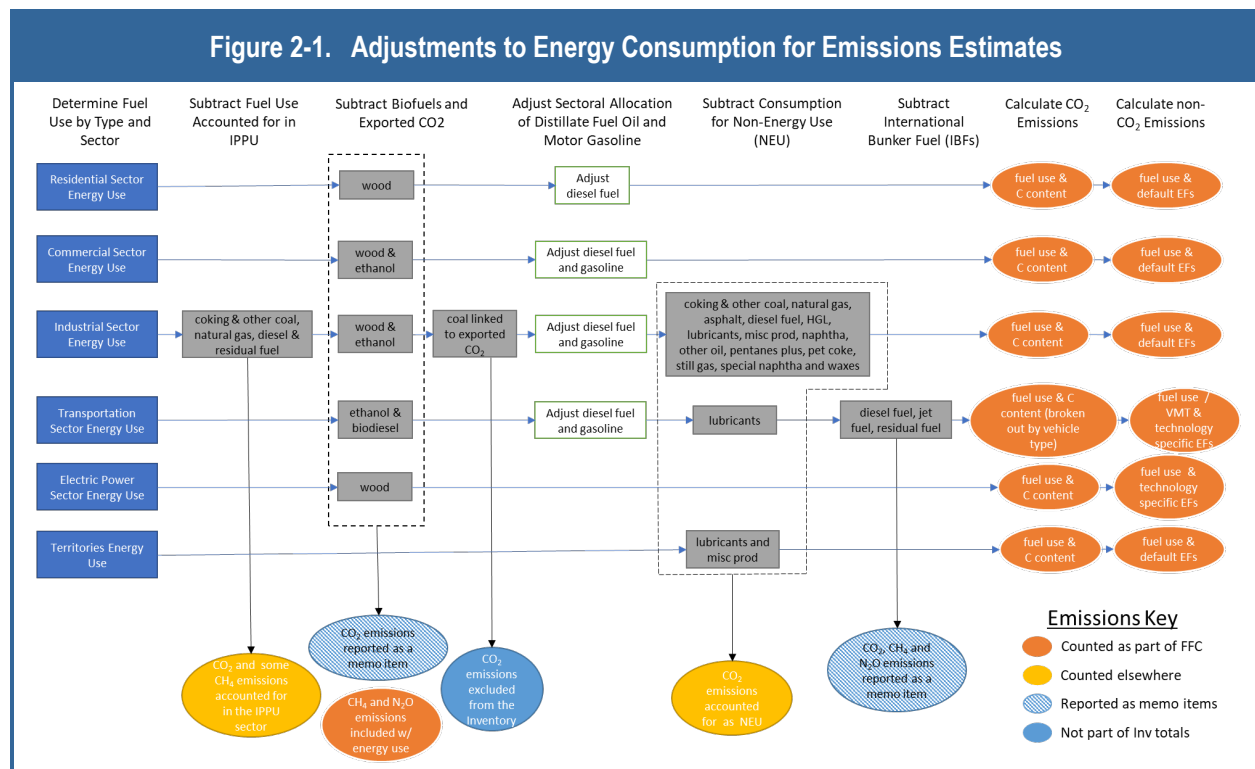 Figure 2-1. Adjustments to Energy Consumption for Emissions Estimates
Determine Fuel
Use by Type and
Sector
Subtract Fuel Use
Accounted for in
IPPU
Subtract Biofuels and
Exported CO2
Adjust Sectoral Allocation
of Distillate Fuel Oil and
Motor Gasoline
Subtract Consumption
for Non-Energy Use
(NEU)
Subtract
International
Bunker Fuel (IBFs)
Calculate CO₂
Emissions
Calculate non-
CO₂ Emissions
Residential Sector
Energy Use
wood
Adjust
diesel fuel
fuel use &
C content
fuel use &
default EFs
Commercial Sector
Energy Use
wood &
ethanol
Adjust diesel fuel
and gasoline
fuel use &
C content
fuel use &
default EFs
Industrial Sector
Energy Use
coking & other coal,
natural gas, diesel &
residual fuel
wood &
ethanol
coal linked
to exported
CO₂
Adjust diesel fuel
and gasoline
coking & other coal, natural gas,
asphalt, diesel fuel, HGL,
lubricants, misc prod, naphtha,
other oil, pentanes plus, pet coke,
still gas, special naphtha and waxes
fuel use &
C content
fuel use &
default EFs
Transportation
Sector Energy Use
ethanol &
biodiesel
Adjust diesel fuel
and gasoline
lubricants
diesel fuel, jet
fuel, residual fuel
fuel use & C
content (broken
out by vehicle
type)
fuel use /
VMT &
technology
specific EFs
Electric Power
Sector Energy Use
wood
fuel use &
C content
fuel use &
technology
specific EFs
Territories Energy
Use
lubricants and
misc prod
fuel use &
C content
fuel use &
default EFs
CO₂ and some
CH₄ emissions
accounted for
in the IPPU
sector
CO₂ emissions
reported as a
memo item
CH₄ and N₂O
emissions
included w/
energy use
CO₂
emissions
excluded
from the
Inventory
CO₂
emissions
accounted
for as NEU
CO₂, CH₄ and
N₂O emissions
reported as a
memo item
Emissions Key
Counted as part of FFC
Counted elsewhere
Reported as memo items
Not part of Inv totals